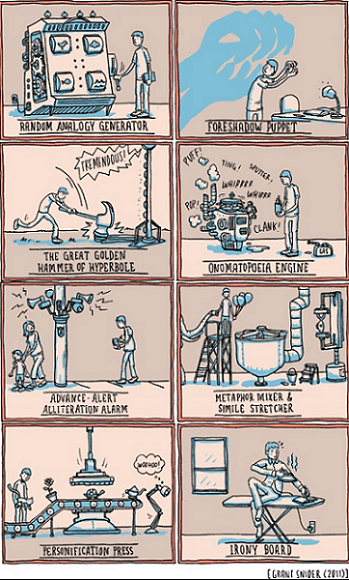 RANDOM ANALOGY GENERATOR
FORESHADOW PUPPET
TREMENDOUS!
THE GREAT GOLDEN
HAMMER OF HYPERBOLE
PUFF!
TING!
SPUTTER!
WHIRRRR
WHIRRR
POP!
CLANK!
GAS
ONOMATOPOEIA ENGINE
ADVANCE-ALERT
ALLITERATION ALARM
METAPHOR MIXER &
SIMILE STRETCHER
WOOHOO!
PERSONIFICATION PRESS
IRONY BOARD
[GRANT SNIDER (2011)]